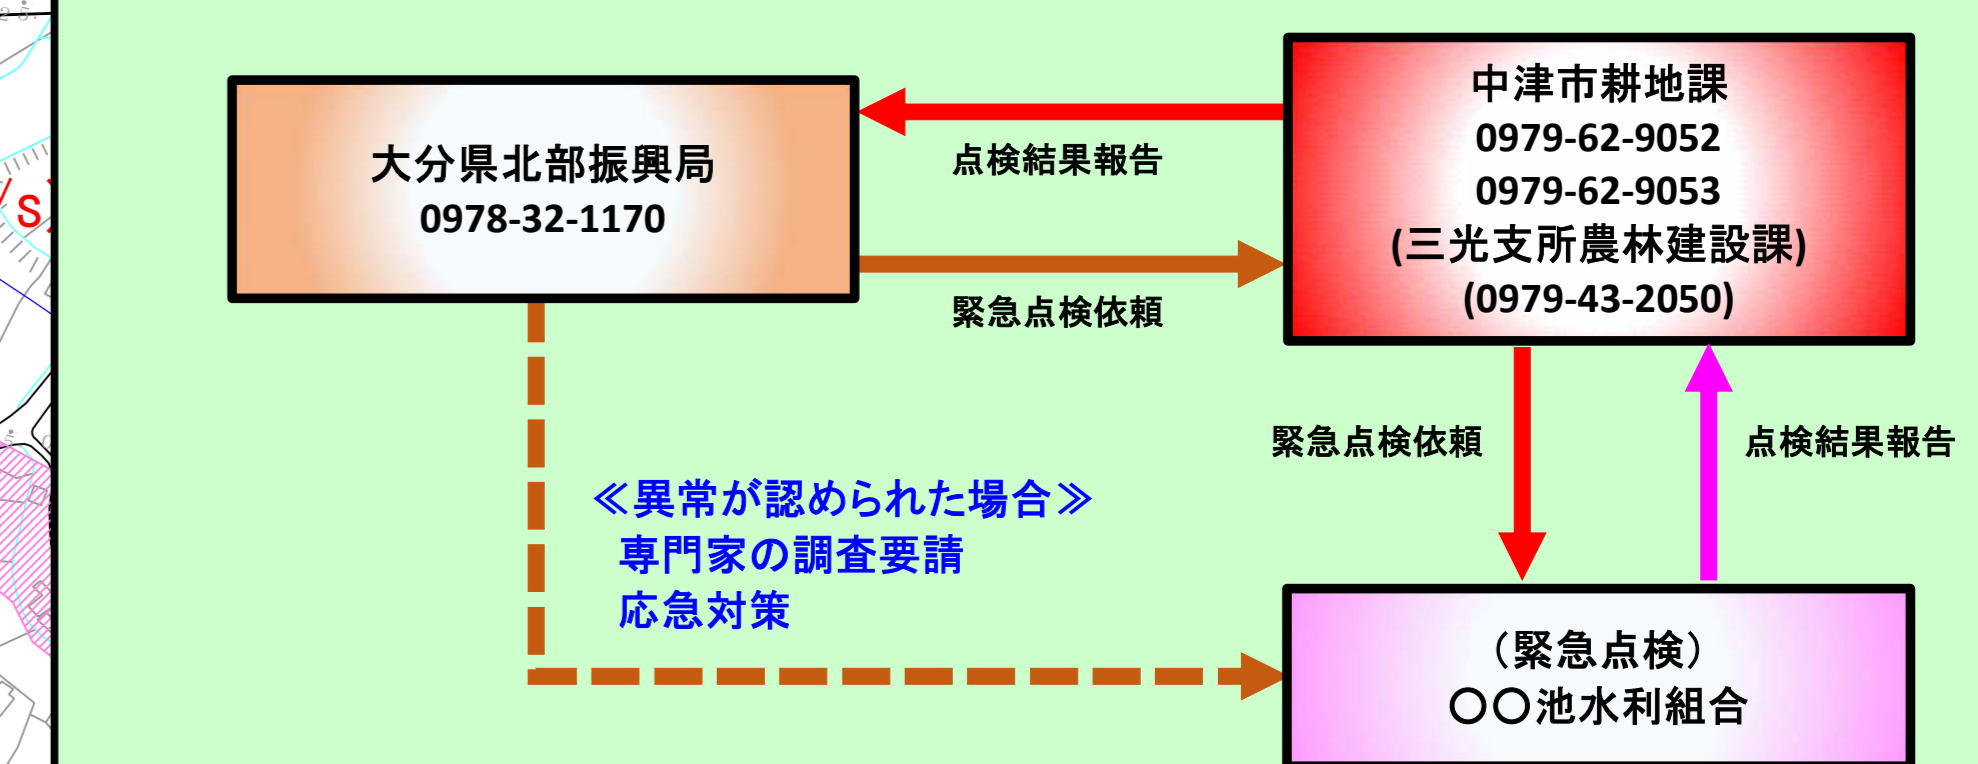 大分県北部振興局
0978-32-1170
点検結果報告
緊急点検依頼
中津市耕地課
0979-62-9052
0979-62-9053
(三光支所農林建設課)
(0979-43-2050)
緊急点検依頼
点検結果報告
≪異常が認められた場合≫
専門家の調査要請
応急対策
（緊急点検）
〇〇池水利組合
S